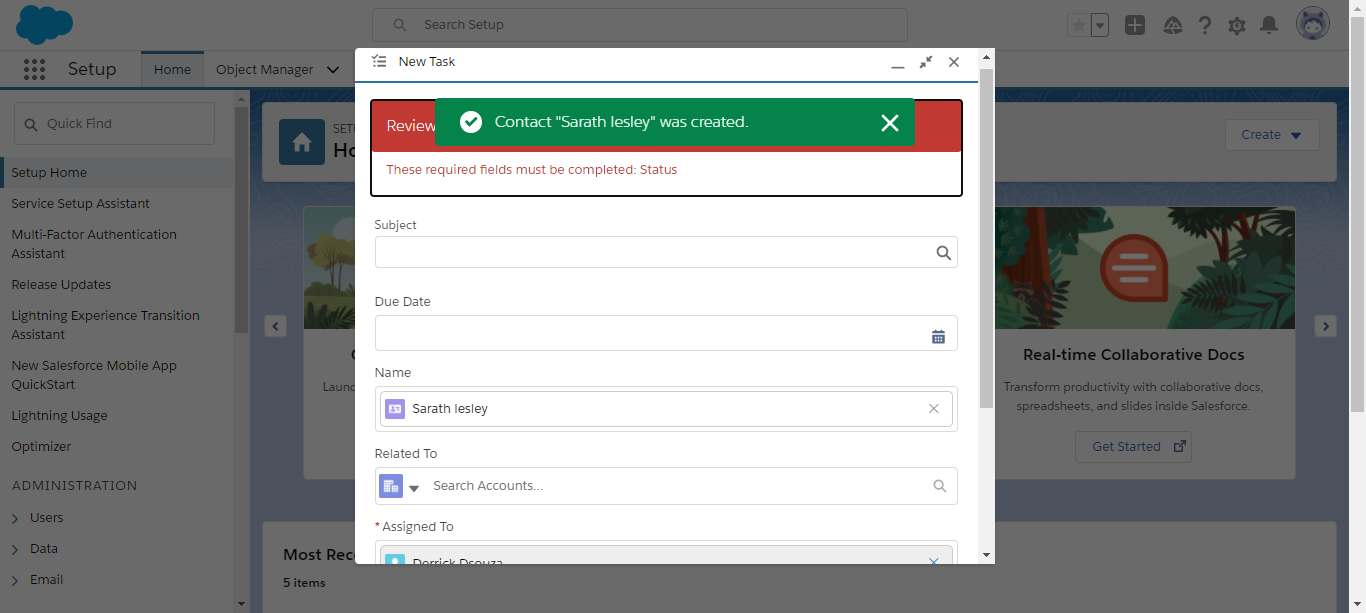 Search Setup
Setup
Home
Object Manager
New Task
Quick Find
Contact "Sarath Iesley" was created.
Review
These required fields must be completed: Status
SETU
Ho
Create
Setup Home
Service Setup Assistant
Multi-Factor Authentication
Assistant
Release Updates
Lightning Experience Transition
Assistant
New Salesforce Mobile App
QuickStart
Lightning Usage
Optimizer
ADMINISTRATION
Users
Data
Email
Subject
Due Date
Name
Sarath Iesley
Related To
Search Accounts...
*Assigned To
Derrick Dsouza
Launc
Real-time Collaborative Docs
Transform productivity with collaborative docs,
spreadsheets, and slides inside Salesforce.
Get Started
Most Rece
5 items